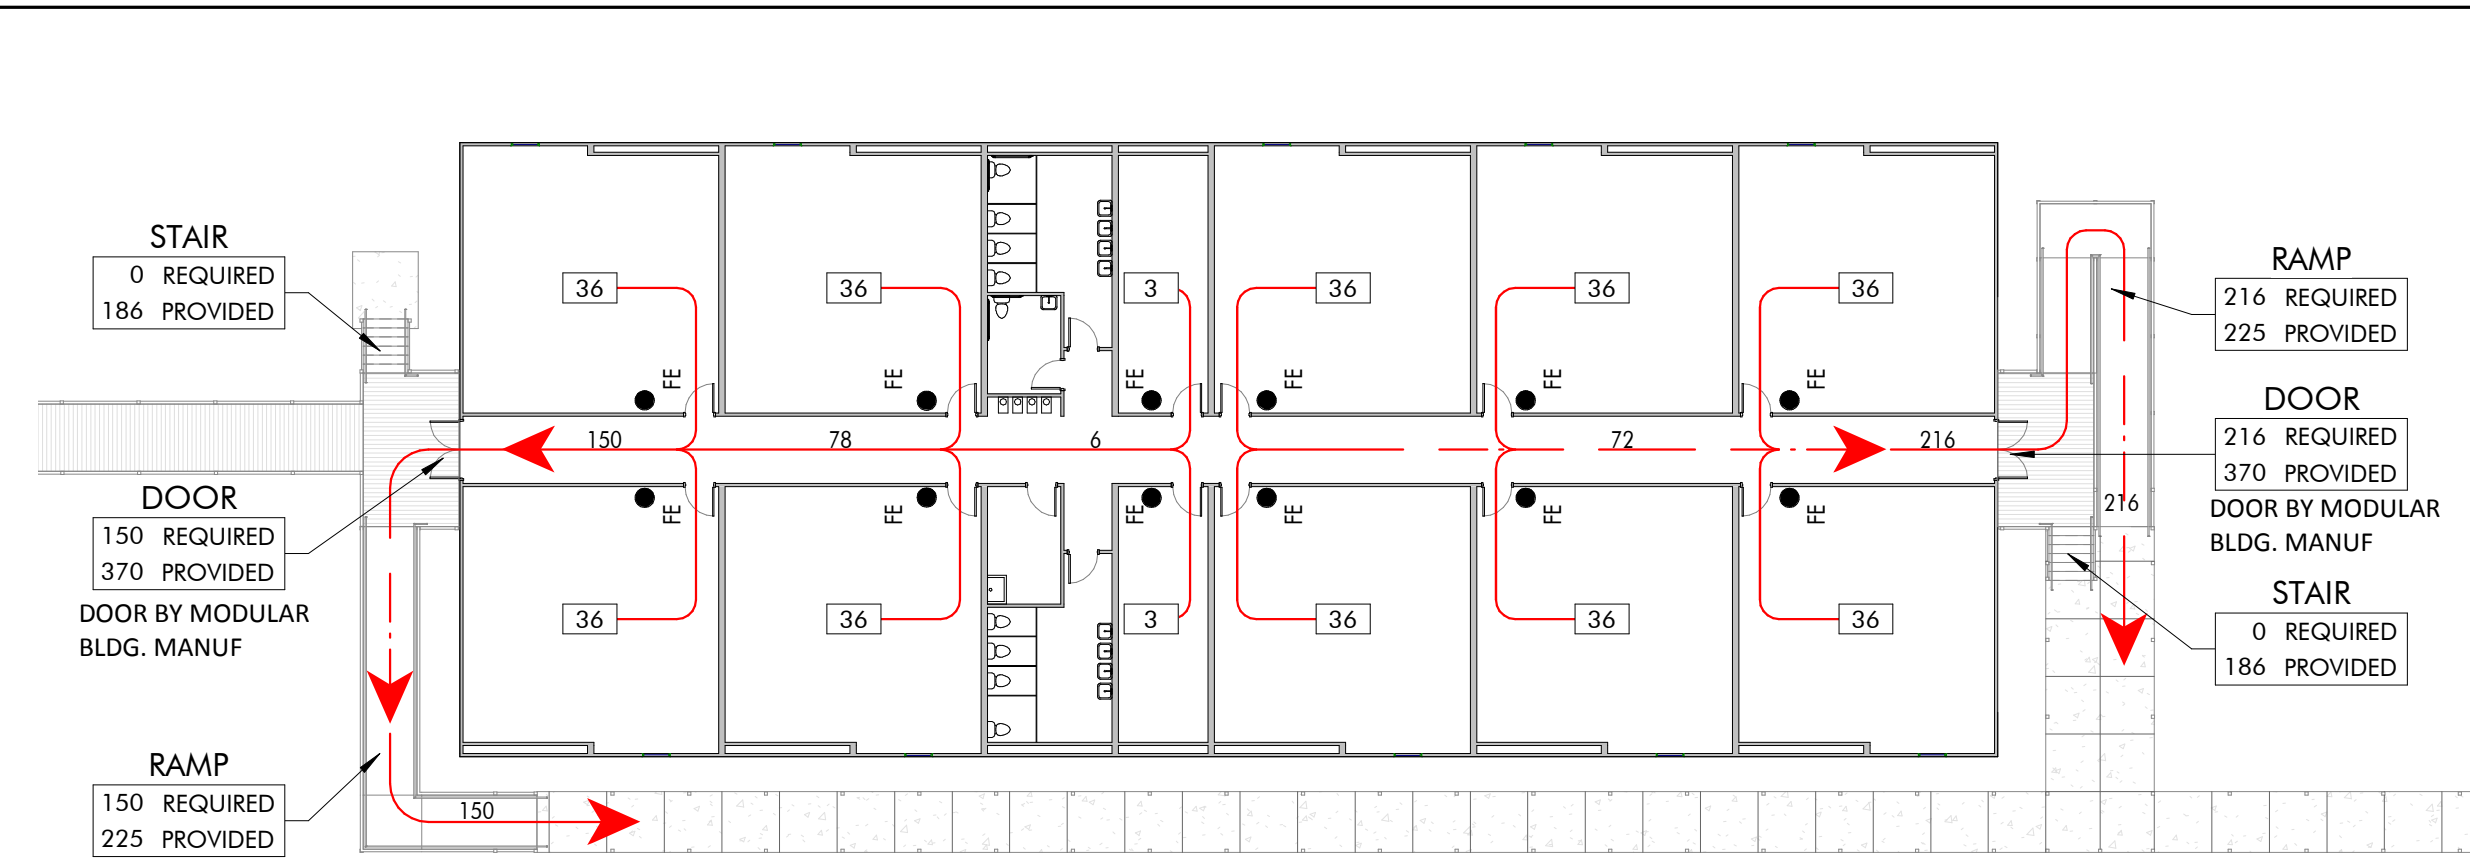 STAIR
0 REQUIRED
186 PROVIDED
RAMP
216 REQUIRED
225 PROVIDED
36
36
3
36
36
36
FE
FE
FE
FE
FE
FE
DOOR
216 REQUIRED
370 PROVIDED
DOOR BY MODULAR
BLDG. MANUF
150
78
6
72
216
216
DOOR
150 REQUIRED
370 PROVIDED
DOOR BY MODULAR
BLDG. MANUF
FE
FE
FE
FE
FE
FE
36
36
3
36
36
36
STAIR
0 REQUIRED
186 PROVIDED
RAMP
150 REQUIRED
225 PROVIDED
150